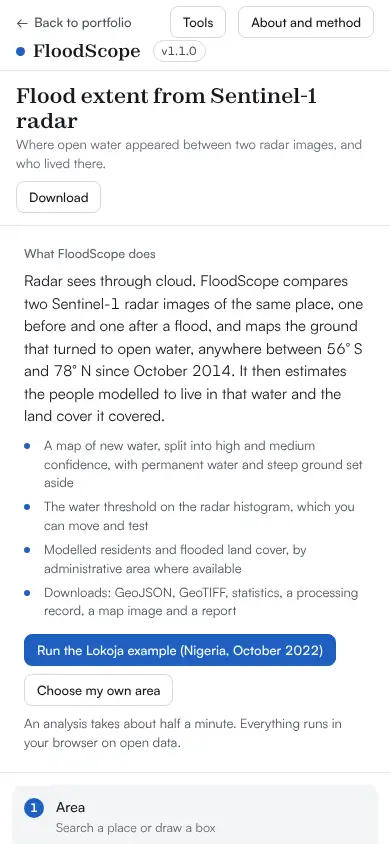 ← Back to portfolio
Tools
About and method
FloodScope
v1.1.0
Flood extent from Sentinel-1
radar
Where open water appeared between two radar images, and
who lived there.
Download
What FloodScope does
Radar sees through cloud. FloodScope compares
two Sentinel-1 radar images of the same place, one
before and one after a flood, and maps the ground
that turned to open water, anywhere between 56° S
and 78° N since October 2014. It then estimates
the people modelled to live in that water and the
land cover it covered.
A map of new water, split into high and medium
confidence, with permanent water and steep ground set
aside
The water threshold on the radar histogram, which you
can move and test
Modelled residents and flooded land cover, by
administrative area where available
Downloads: GeoJSON, GeoTIFF, statistics, a processing
record, a map image and a report
Run the Lokoja example (Nigeria, October 2022)
Choose my own area
An analysis takes about half a minute. Everything runs in
your browser on open data.
1
Area
Search a place or draw a box